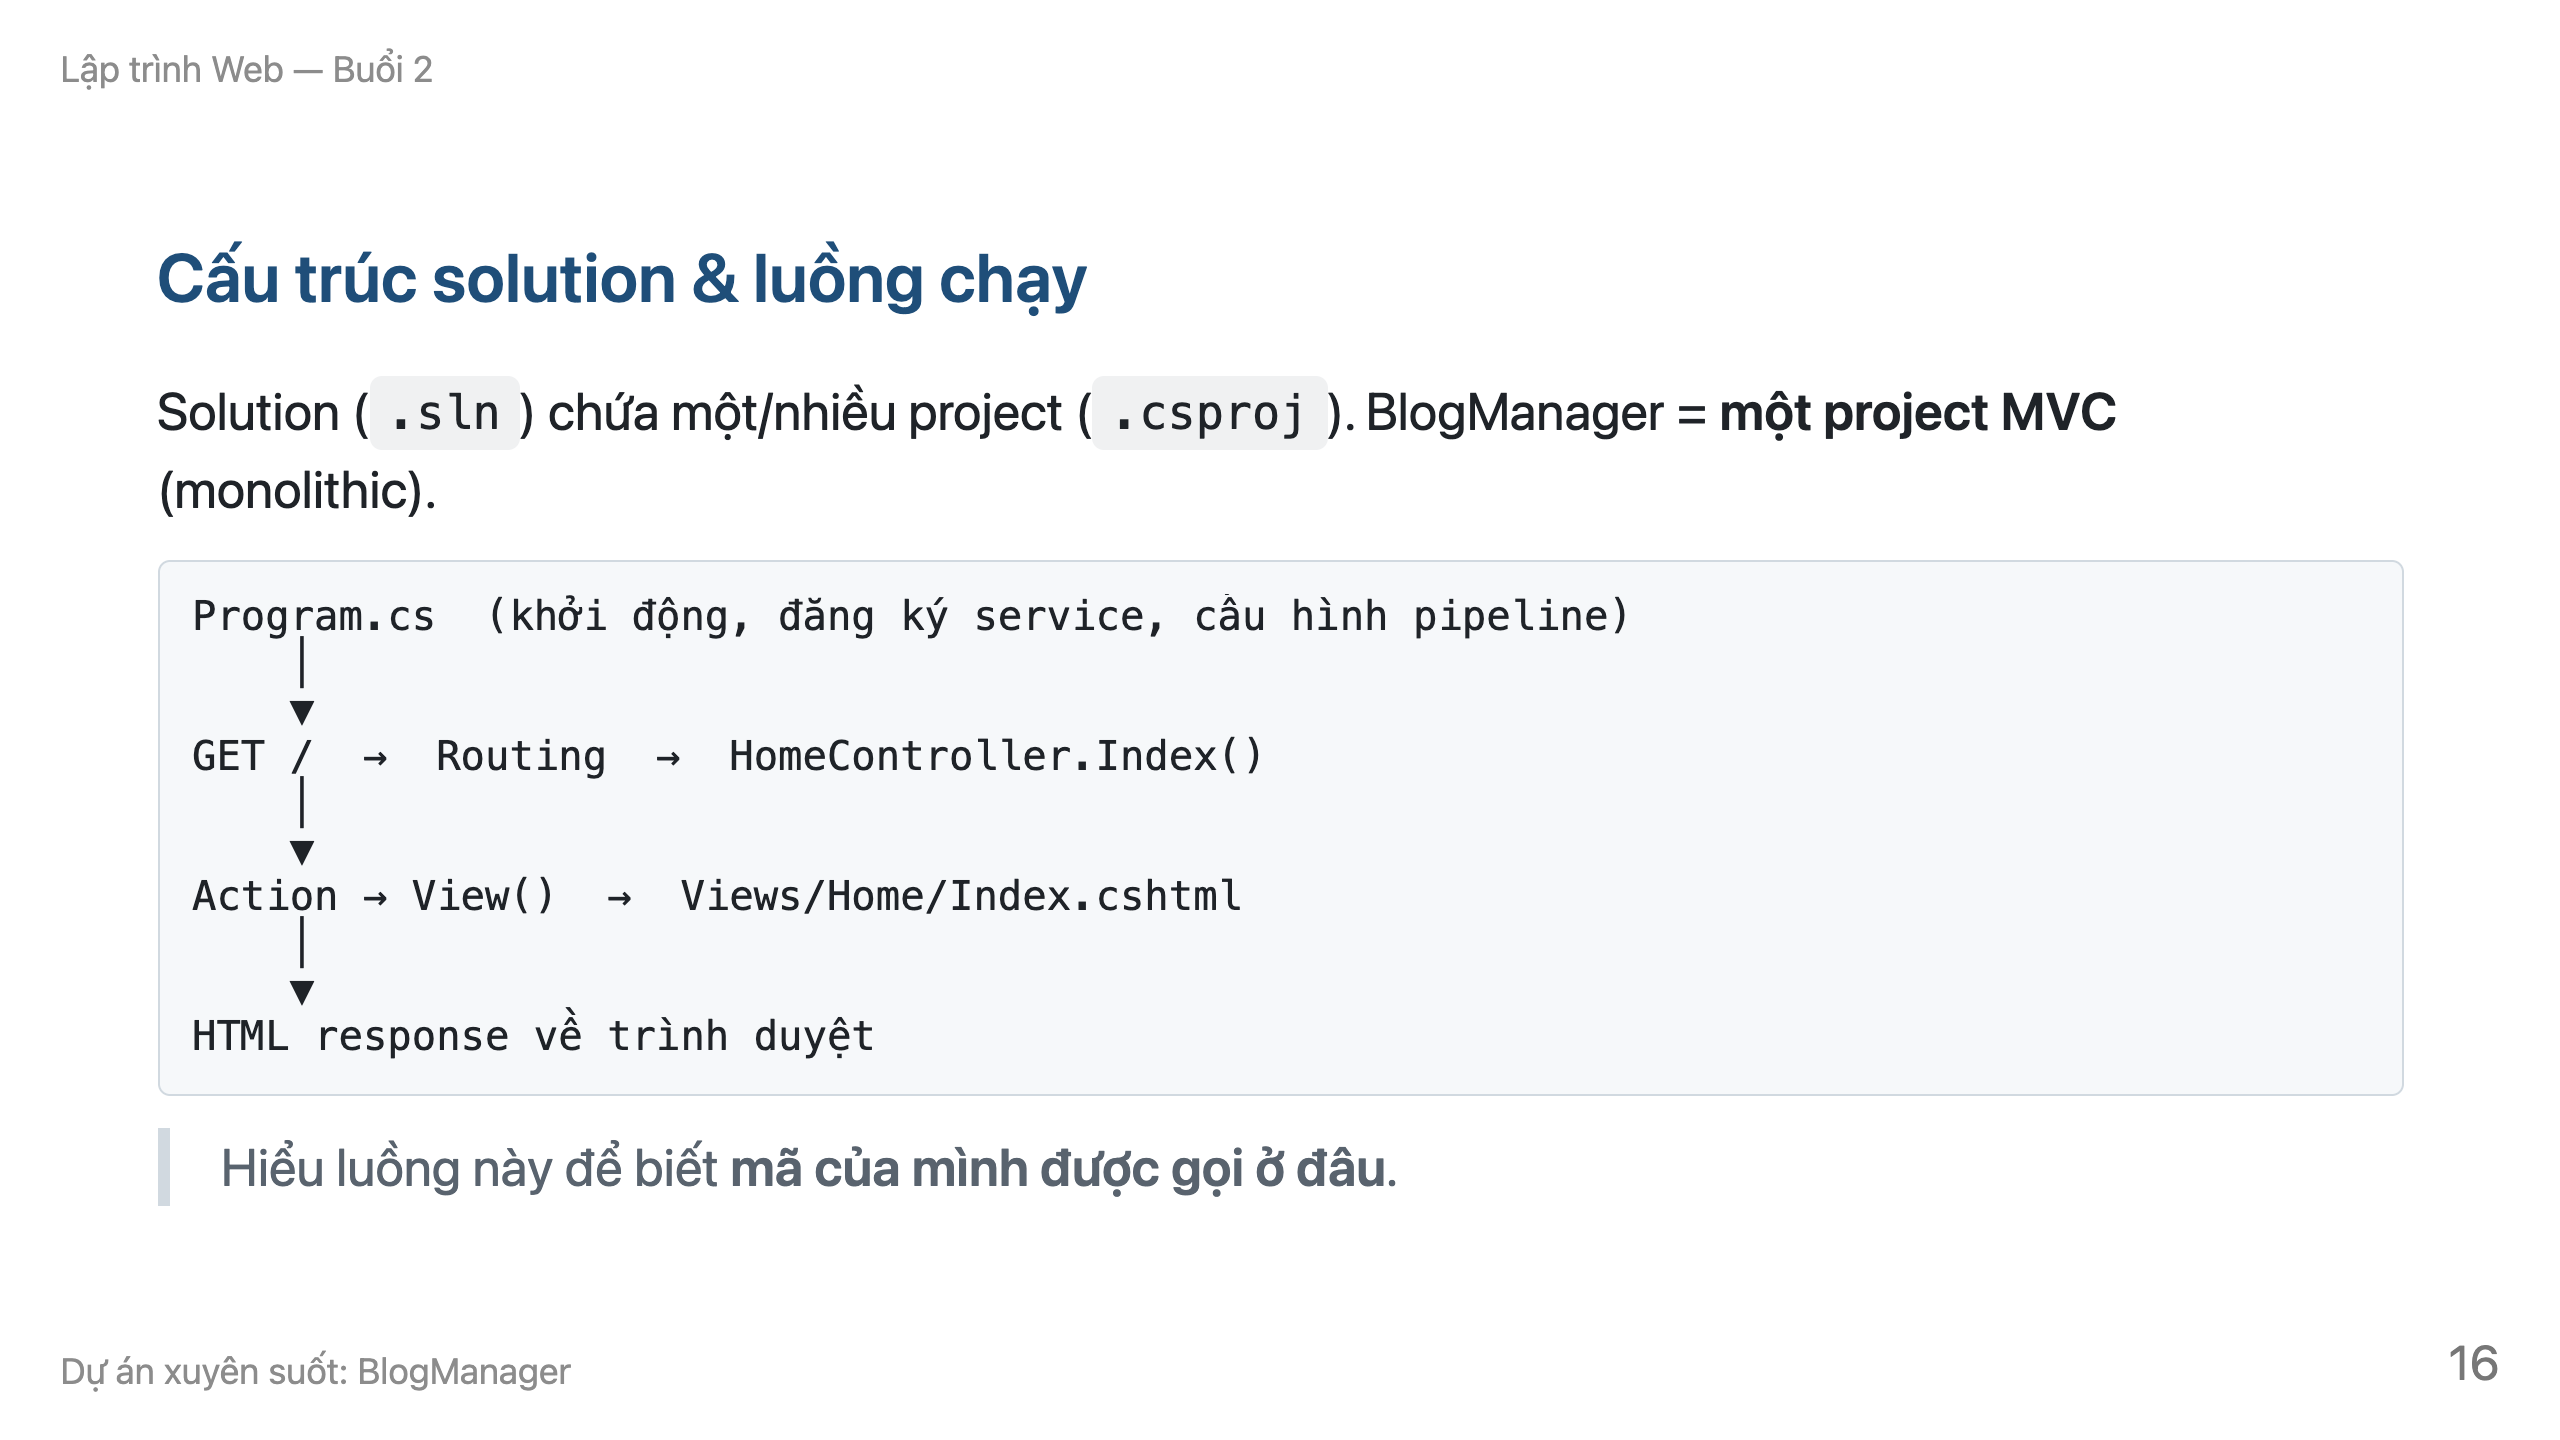 Lập trình Web — Buổi 2
Cấu trúc solution & luồng chạy
Solution ( .sln ) chứa một/nhiều project ( .csproj ). BlogManager = một project MVC
(monolithic).
Program.cs  (khởi động, đăng ký service, cầu hình pipeline)
│
▼
GET /  →  Routing  →  HomeController.Index()
│
▼
Action → View()  →  Views/Home/Index.cshtml
│
▼
HTML response về trình duyệt
Hiểu luồng này để biết mã của mình được gọi ở đâu.
Dự án xuyên suốt: BlogManager
16